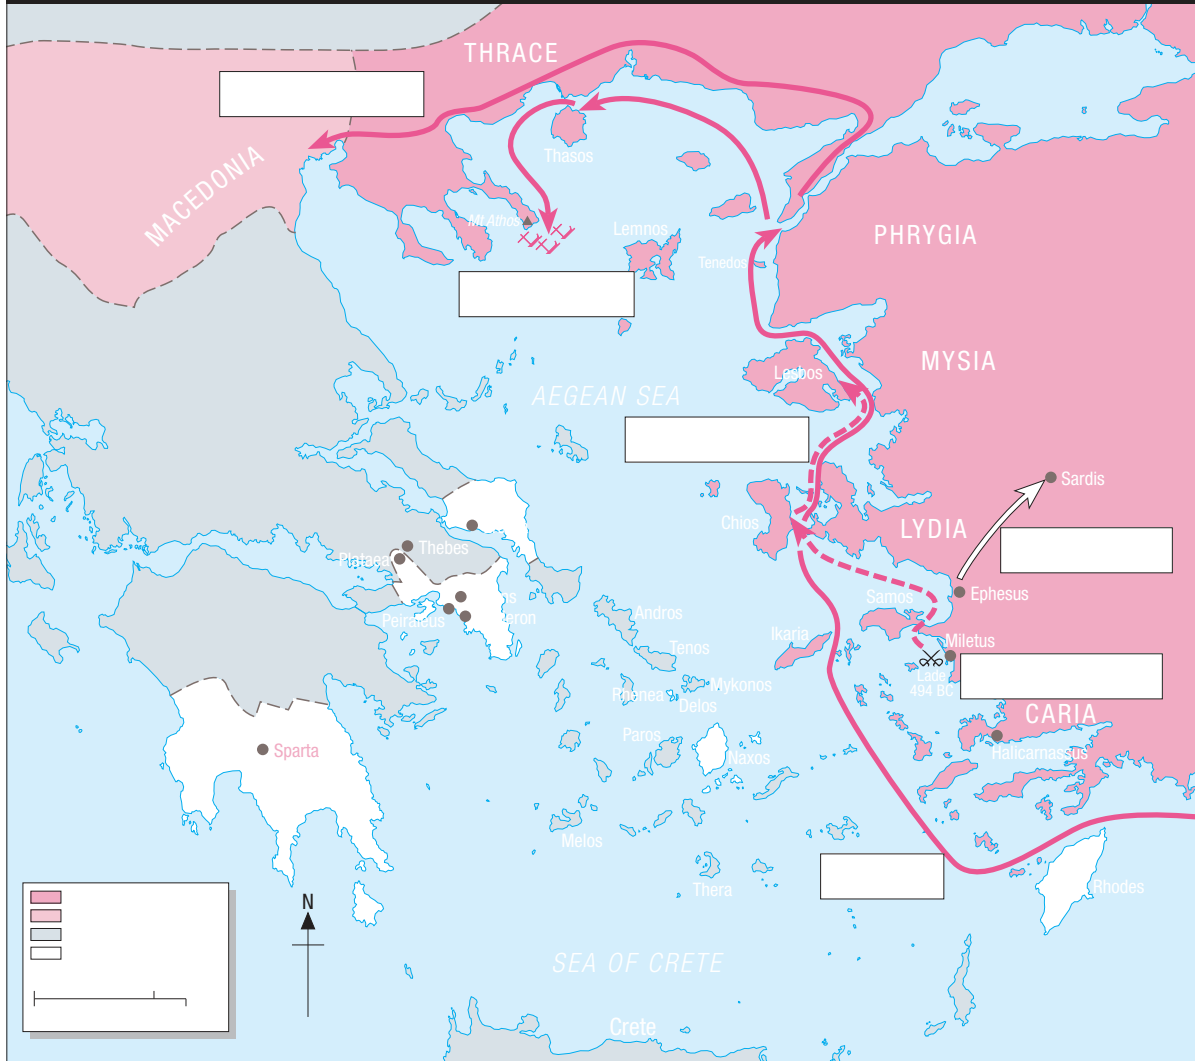 THRACE
Thasos
MACEDONIA
Mt Athos
Lemnos
PHRYGIA
Tenedos
MYSIA
Lesbos
AEGEAN SEA
Sardis
Chios
LYDIA
Thebes
Plataea
Ephesus
Samos
Peiraieus
Andros
Ikaria
Miletus
Tenos
Lade
494 BC
Mykonos
Rhenea
Delos
CARIA
Paros
Naxos
Halicarnassus
Sparta
Melos
Thera
Rhodes
N
SEA OF CRETE
Crete